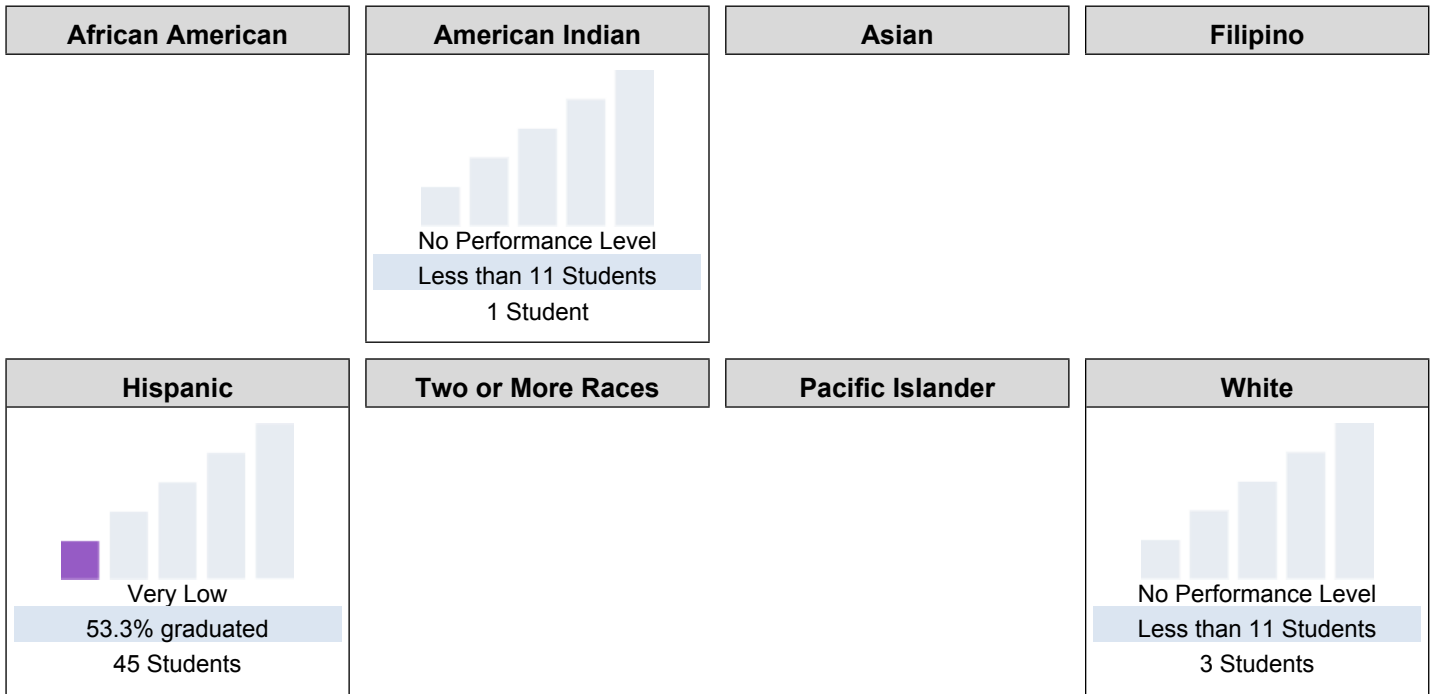 African American
American Indian
Asian
Filipino
No Performance Level
Less than 11 Students
1 Student
Hispanic
Two or More Races
Pacific Islander
White
Very Low
53.3% graduated
45 Students
No Performance Level
Less than 11 Students
3 Students